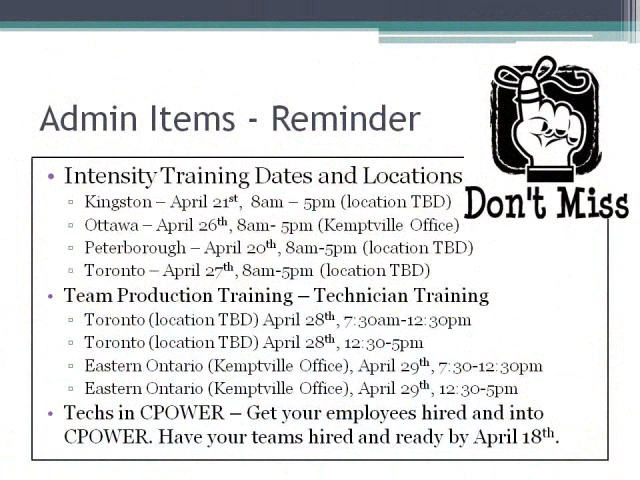 Admin Items - Reminder
Don't Miss
• Intensity Training Dates and Locations
▫ Kingston – April 21st, 8am – 5pm (location TBD)
▫ Ottawa – April 26th, 8am- 5pm (Kemptville Office)
▫ Peterborough – April 20th, 8am-5pm (location TBD)
▫ Toronto – April 27th, 8am-5pm (location TBD)
• Team Production Training – Technician Training
▫ Toronto (location TBD) April 28th, 7:30am-12:30pm
▫ Toronto (location TBD) April 28th, 12:30-5pm
▫ Eastern Ontario (Kemptville Office), April 29th, 7:30-12:30pm
▫ Eastern Ontario (Kemptville Office), April 29th, 12:30-5pm
• Techs in CPOWER – Get your employees hired and into
CPOWER. Have your teams hired and ready by April 18th.